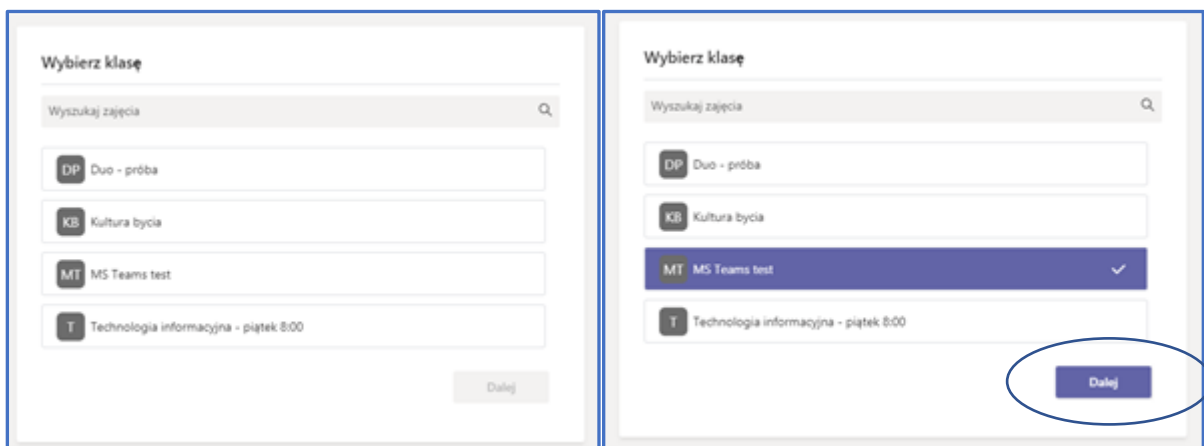 Wybierz klasę
Wyszukaj zajęcia
DP Duo - próba
KB Kultura bycia
MT MS Teams test
T Technologia informacyjna - piątek 8:00
Dalej
Wybierz klasę
Wyszukaj zajęcia
DP Duo - próba
KB Kultura bycia
MT MS Teams test
T Technologia informacyjna - piątek 8:00
Dalej